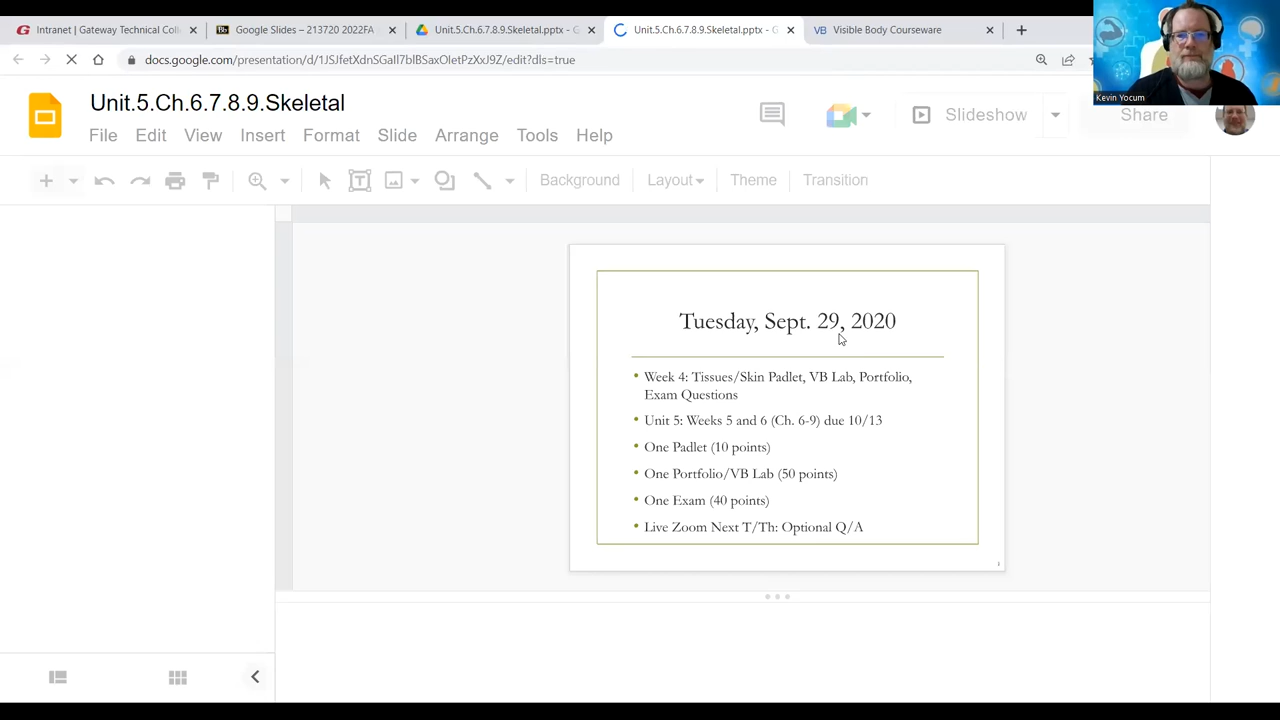 Intranet | Gateway Technical Coll
Bb Google Slides – 213720 2022FA
Unit.5.Ch.6.7.8.9.Skeletal.pptx - G
Unit.5.Ch.6.7.8.9.Skeletal.pptx - G
VB Visible Body Courseware
docs.google.com/presentation/d/1JSJfetXdnSGaII7bIBSaxOIetPzXxJ9Z/edit?dls=true
Kevin Yocum
Unit.5.Ch.6.7.8.9.Skeletal
File Edit View Insert Format Slide Arrange Tools Help
Slideshow
Share
Background Layout Theme Transition
Tuesday, Sept. 29, 2020
• Week 4: Tissues/Skin Padlet, VB Lab, Portfolio,
Exam Questions
• Unit 5: Weeks 5 and 6 (Ch. 6-9) due 10/13
• One Padlet (10 points)
• One Portfolio/VB Lab (50 points)
• One Exam (40 points)
• Live Zoom Next T/Th: Optional Q/A